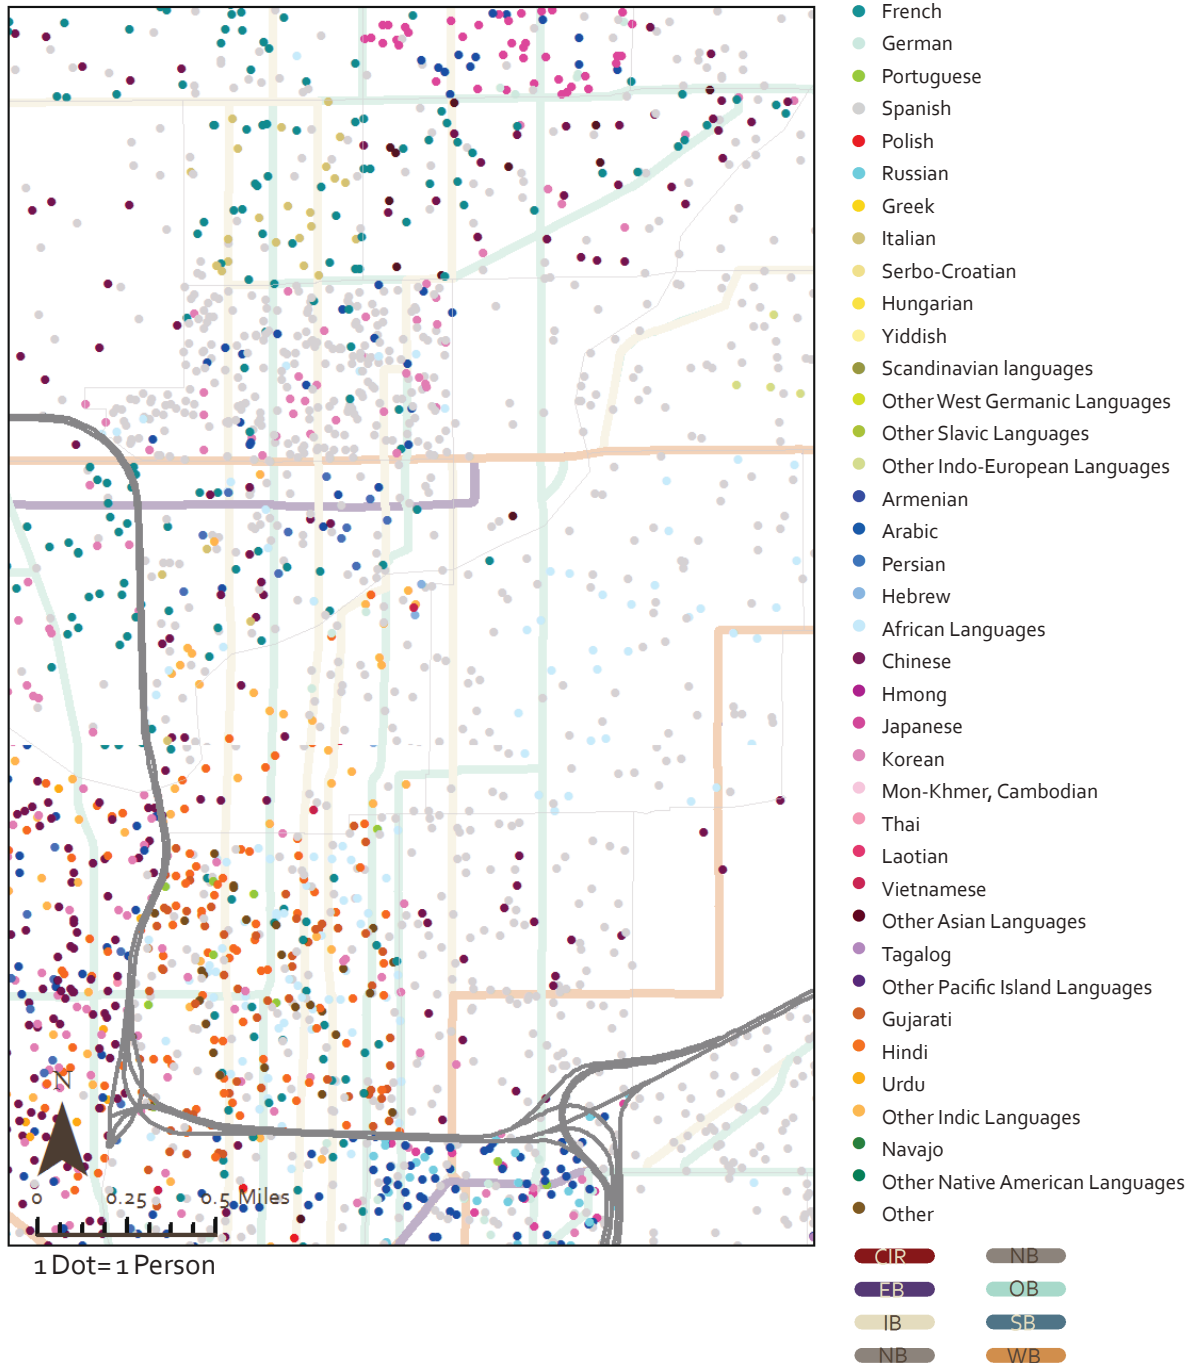 French
German
Portuguese
Spanish
Polish
Russian
Greek
Italian
Serbo-Croatian
Hungarian
Yiddish
Scandinavian languages
Other West Germanic Languages
Other Slavic Languages
Other Indo-European Languages
Armenian
Arabic
Persian
Hebrew
African Languages
Chinese
Hmong
Japanese
Korean
Mon-Khmer, Cambodian
Thai
Laotian
Vietnamese
Other Asian Languages
Tagalog
Other Pacific Island Languages
Gujarati
Hindi
Urdu
Other Indic Languages
Navajo
Other Native American Languages
Other
N
0 0.25 0.5 Miles
1 Dot= 1 Person
CIR NB
EB OB
IB SB
NB WB